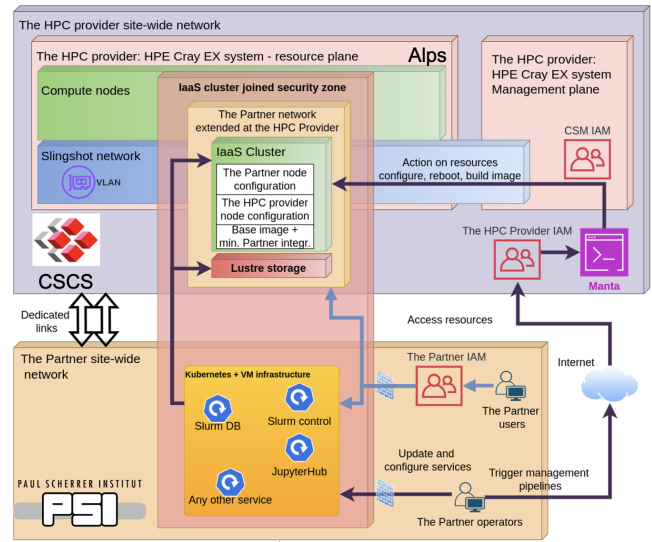 The HPC provider site-wide network
The HPC provider: HPE Cray EX system - resource plane
Alps
The HPC provider:
HPE Cray EX system
Management plane
Compute nodes
IaaS cluster joined security zone
The Partner network
extended at the HPC Provider
CSM IAM
IaaS Cluster
Slingshot network
VLAN
The Partner node
configuration
The HPC provider
node configuration
Base image +
min. Partner integr.
Action on resources
configure, reboot, build image
Lustre storage
The HPC Provider IAM
Manta
CSCS
Dedicated
links
Access resources
Internet
The Partner site-wide
network
Kubernetes + VM infrastructure
The Partner IAM
Slurm DB
Slurm control
The Partner
users
JupyterHub
Any other service
Update and
configure services
Trigger management
pipelines
The Partner operators
PAUL SCHERRER INSTITUT
PSI